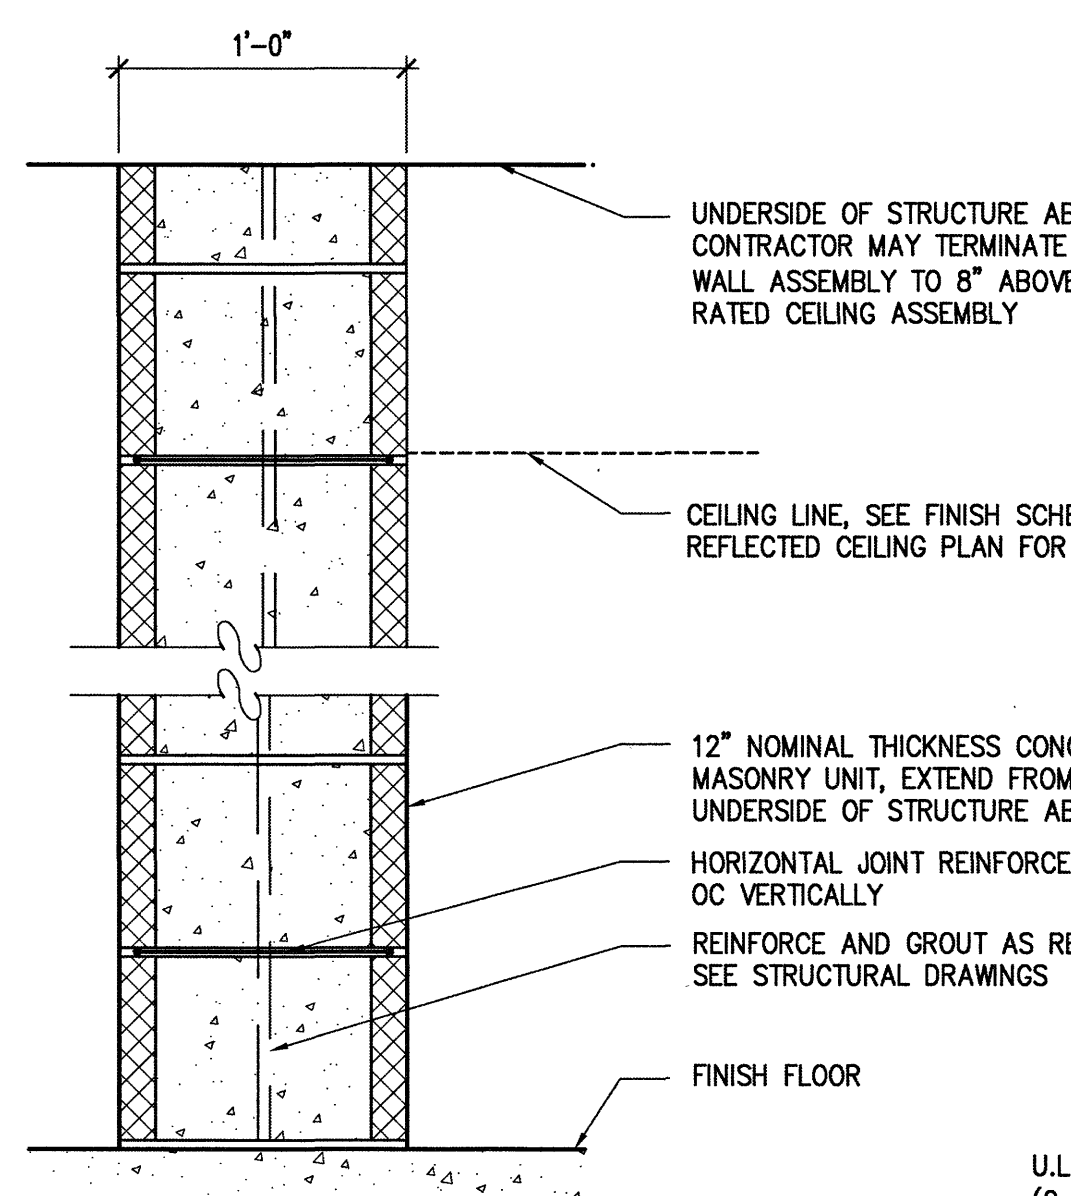 1'-0"
UNDERSIDE OF STRUCTURE AB
CONTRACTOR MAY TERMINATE
WALL ASSEMBLY TO 8" ABOVE
RATED CEILING ASSEMBLY
CEILING LINE, SEE FINISH SCHE
REFLECTED CEILING PLAN FOR
12" NOMINAL THICKNESS CONC
MASONRY UNIT, EXTEND FROM
UNDERSIDE OF STRUCTURE AB
HORIZONTAL JOINT REINFORCE
OC VERTICALLY
REINFORCE AND GROUT AS RE
SEE STRUCTURAL DRAWINGS
FINISH FLOOR
U.L